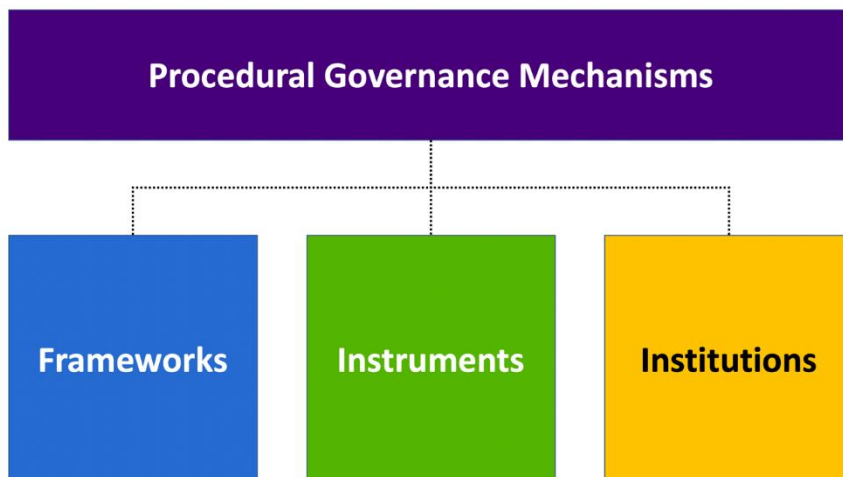 Procedural Governance Mechanisms
Frameworks
Instruments
Institutions